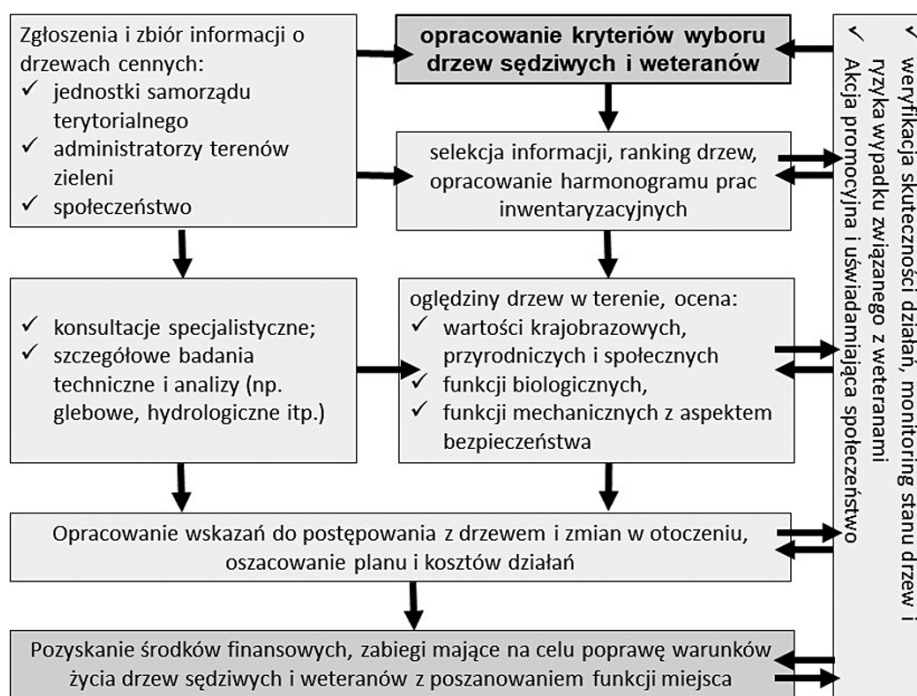 Zgłoszenia i zbiór informacji o
drzewach cennych:
✓ jednostki samorządu
terytorialnego
✓ administratorzy terenów
zieleni
✓ społeczeństwo
opracowanie kryteriów wyboru
drzew sędziwych i weteranów
selekcja informacji, ranking drzew,
opracowanie harmonogramu prac
inwentaryzacyjnych
✓ konsultacje specjalistyczne;
✓ szczegółowe badania
techniczne i analizy (np.
glebowe, hydrologiczne itp.)
oględziny drzew w terenie, ocena:
✓ wartości krajobrazowych,
przyrodniczych i społecznych
✓ funkcji biologicznych,
✓ funkcji mechanicznych z aspektem
bezpieczeństwa
Opracowanie wskazań do postępowania z drzewem i zmian w otoczeniu,
oszacowanie planu i kosztów działań
Pozyskanie środków finansowych, zabiegi mające na celu poprawę warunków
życia drzew sędziwych i weteranów z poszanowaniem funkcji miejsca
✓ weryfikacja skuteczności działań, monitoring stanu drzew i
ryzyka wypadku związanego z weteranami
✓ Akcja promocyjna i uświadamiająca społeczeństwo